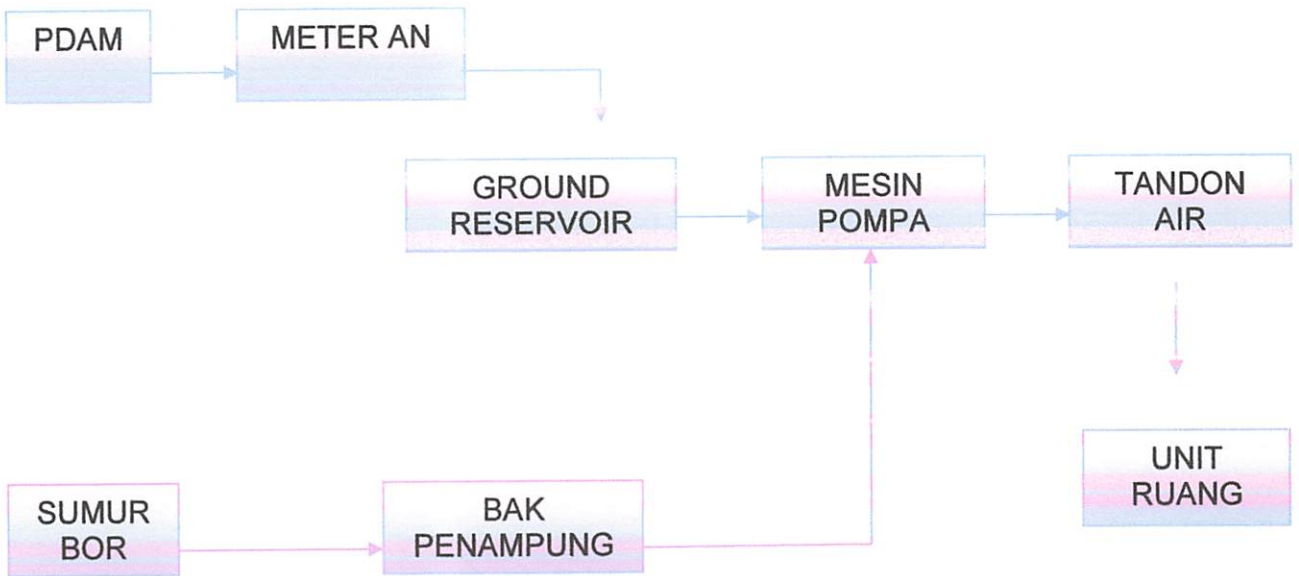 PDAM
METER AN
GROUND
RESERVOIR
MESIN
POMPA
TANDON
AIR
UNIT
RUANG
SUMUR
BOR
BAK
PENAMPUNG